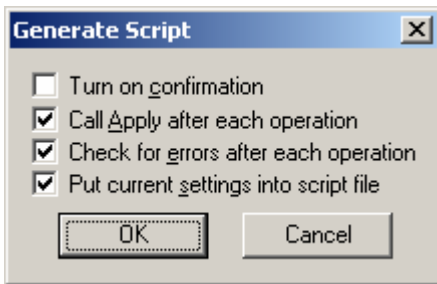 Generate Script
Turn on confirmation
Call Apply after each operation
Check for errors after each operation
Put current settings into script file
OK Cancel